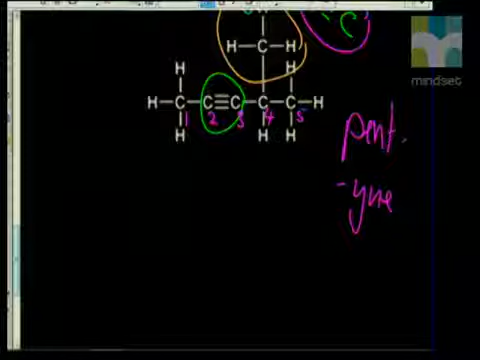 H-C-H
H H
H-C-C≡C-C-C-H
1 2 3 4 5
H H H
pent.
-yne
mindset